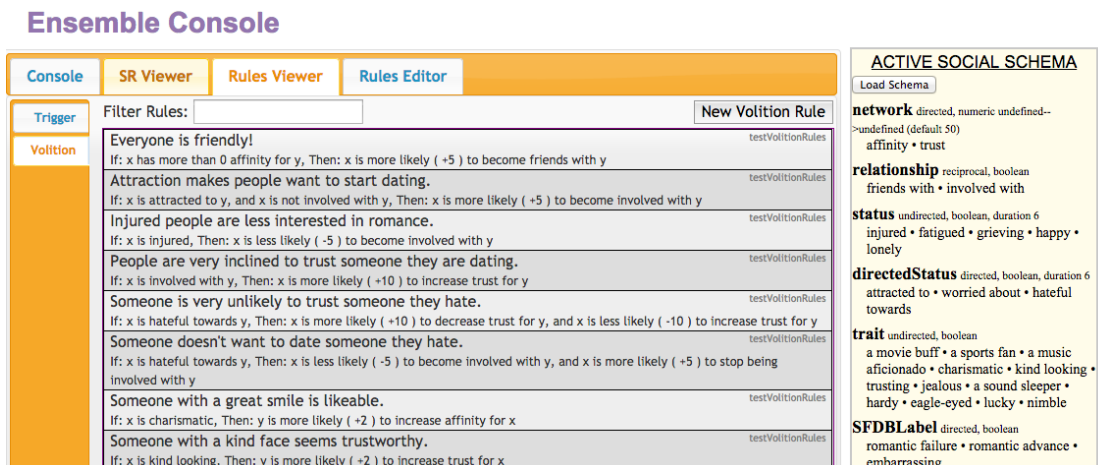 Ensemble Console
Console
SR Viewer
Rules Viewer
Rules Editor
Trigger
Volition
Filter Rules:
New Volition Rule
Everyone is friendly!
testVolitionRules
If: x has more than 0 affinity for y, Then: x is more likely ( +5 ) to become friends with y
Attraction makes people want to start dating.
testVolitionRules
If: x is attracted to y, and x is not involved with y, Then: x is more likely ( +5 ) to become involved with y
Injured people are less interested in romance.
testVolitionRules
If: x is injured, Then: x is less likely ( -5 ) to become involved with y
People are very inclined to trust someone they are dating.
testVolitionRules
If: x is involved with y, Then: x is more likely ( +10 ) to increase trust for y
Someone is very unlikely to trust someone they hate.
testVolitionRules
If: x is hateful towards y, Then: x is more likely ( +10 ) to decrease trust for y, and x is less likely ( -10 ) to increase trust for y
Someone doesn't want to date someone they hate.
testVolitionRules
If: x is hateful towards y, Then: x is less likely ( -5 ) to become involved with y, and x is more likely ( +5 ) to stop being
involved with y
Someone with a great smile is likeable.
testVolitionRules
If: x is charismatic, Then: y is more likely ( +2 ) to increase affinity for x
Someone with a kind face seems trustworthy.
testVolitionRules
If: x is kind looking, Then: y is more likely ( +2 ) to increase trust for x
ACTIVE SOCIAL SCHEMA
Load Schema
network directed, numeric undefined--
>undefined (default 50)
affinity • trust
relationship reciprocal, boolean
friends with • involved with
status undirected, boolean, duration 6
injured • fatigued • grieving • happy •
lonely
directedStatus directed, boolean, duration 6
attracted to • worried about • hateful
towards
trait undirected, boolean
a movie buff • a sports fan • a music
aficionado • charismatic • kind looking •
trusting • jealous • a sound sleeper •
hardy • eagle-eyed • lucky • nimble
SFDBLabel directed, boolean
romantic failure • romantic advance •
embarrassing